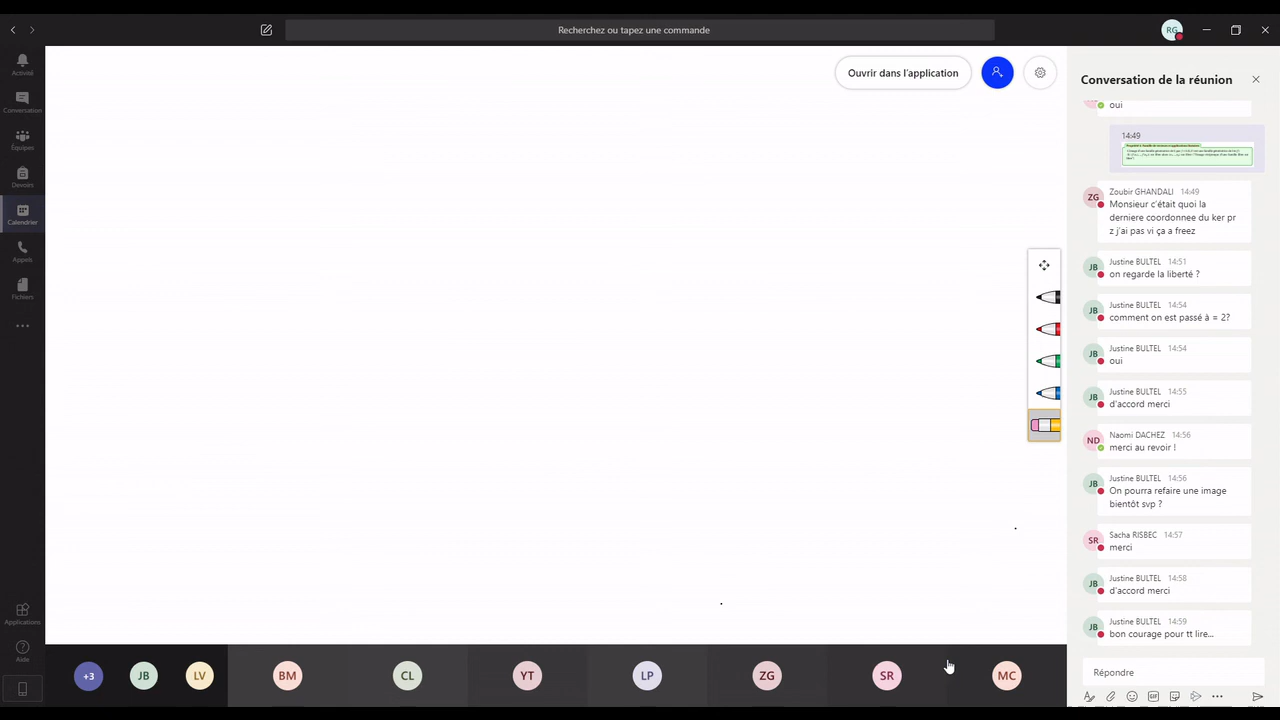 Recherchez ou tapez une commande
RG
Activité
Conversation
Équipes
Devoirs
Calendrier
Appels
Fichiers
Applications
Aide
Ouvrir dans l'application
+3
JB
LV
BM
CL
YT
LP
ZG
SR
MC
Conversation de la réunion
oui
14:49
ZG
Zoubir GHANDALI 14:49
Monsieur c'était quoi la
derniere coordonnee du ker pr
z j'ai pas vi ça a freez
JB
Justine BULTEL 14:51
on regarde la liberté ?
JB
Justine BULTEL 14:54
comment on est passé à = 2?
JB
Justine BULTEL 14:54
oui
JB
Justine BULTEL 14:55
d'accord merci
ND
Naomi DACHEZ 14:56
merci au revoir !
JB
Justine BULTEL 14:56
On pourra refaire une image
bientôt svp ?
SR
Sacha RISBEC 14:57
merci
JB
Justine BULTEL 14:58
d'accord merci
JB
Justine BULTEL 14:59
bon courage pour tt lire...
Répondre
GIF